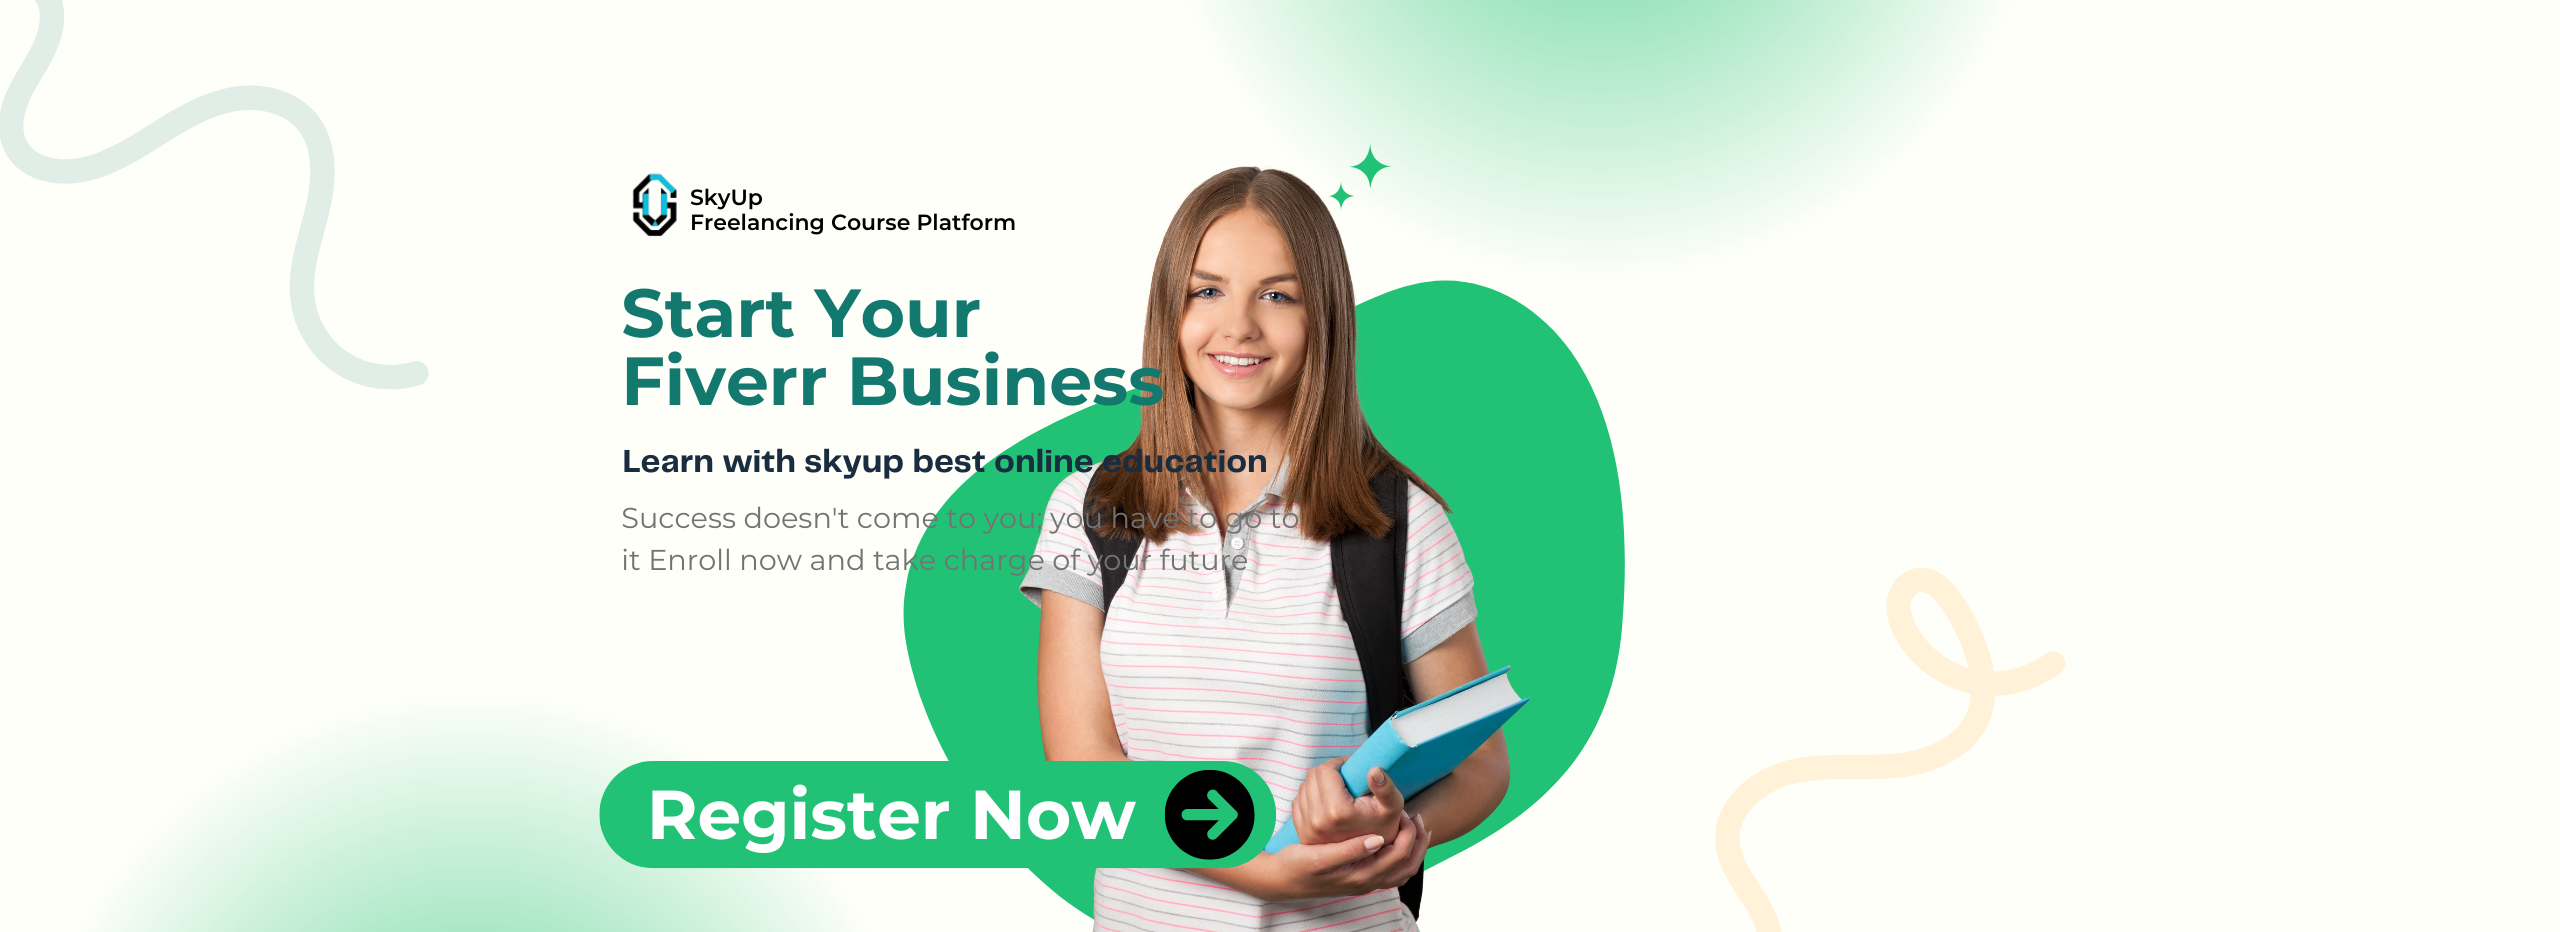 SkyUp
Freelancing Course Platform
Start Your
Fiverr Business
Learn with skyup best online education
Success doesn't come to you; you have to go to
it Enroll now and take charge of your future
Register Now